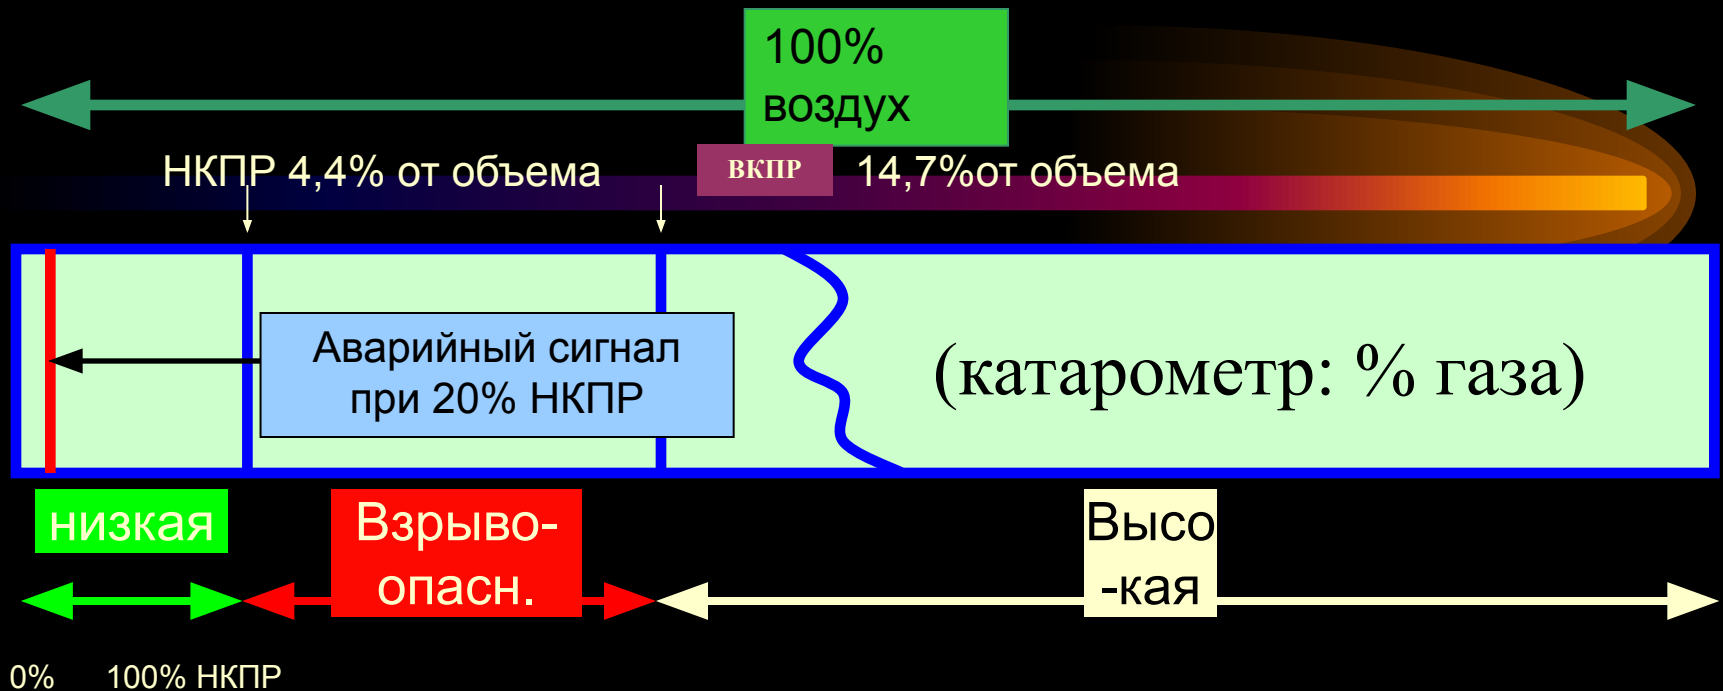 100%
воздух
НКПР 4,4% от объема
ВКПР
14,7%от объема
Аварийный сигнал
при 20% НКПР
(катарометр: % газа)
низкая
Взрыво-
опасн.
Высо
-кая
0%
100% НКПР